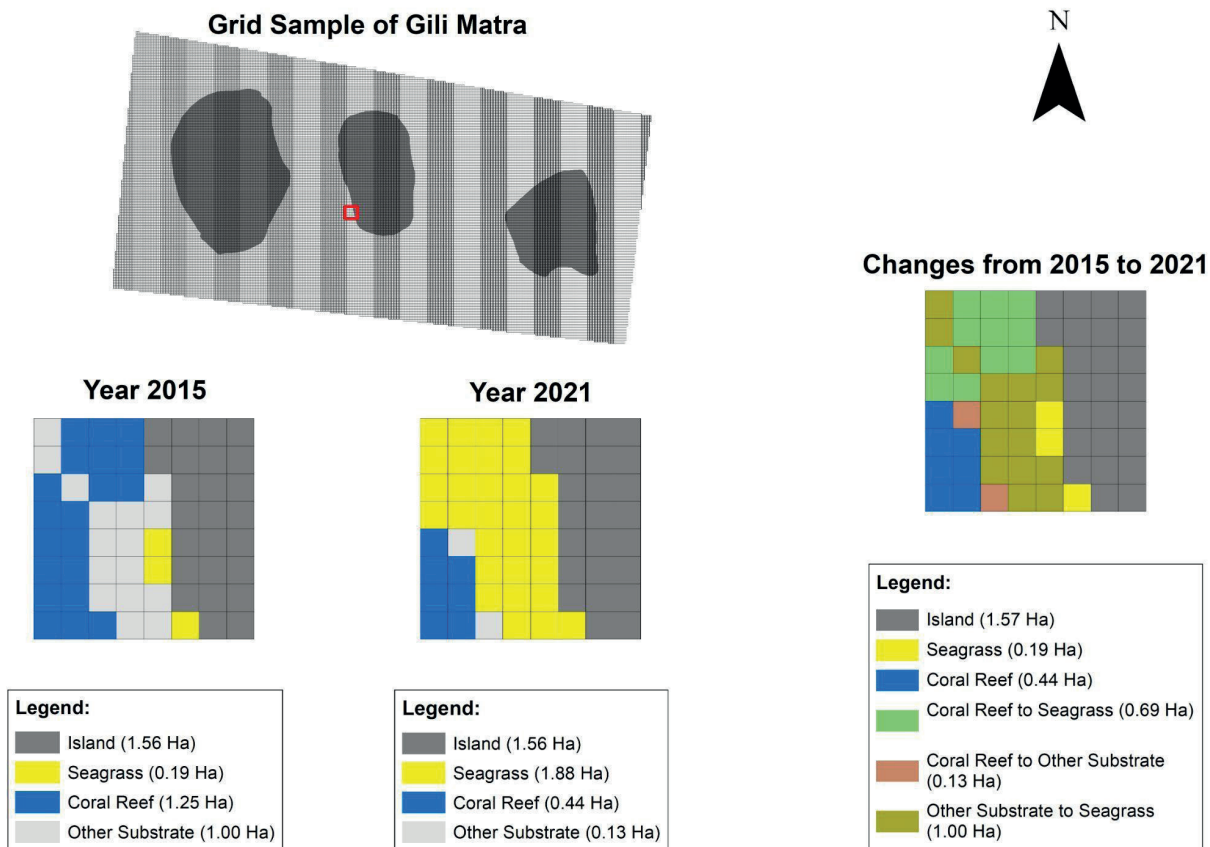 Grid Sample of Gili Matra
N
Changes from 2015 to 2021
Year 2015
Year 2021
Legend:
Island (1.56 Ha)
Seagrass (0.19 Ha)
Coral Reef (1.25 Ha)
Other Substrate (1.00 Ha)
Legend:
Island (1.56 Ha)
Seagrass (1.88 Ha)
Coral Reef (0.44 Ha)
Other Substrate (0.13 Ha)
Legend:
Island (1.57 Ha)
Seagrass (0.19 Ha)
Coral Reef (0.44 Ha)
Coral Reef to Seagrass (0.69 Ha)
Coral Reef to Other Substrate
(0.13 Ha)
Other Substrate to Seagrass
(1.00 Ha)